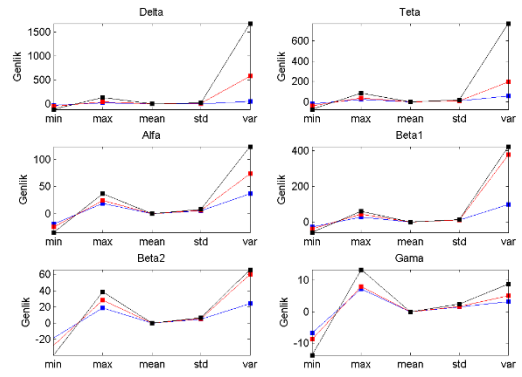 Delta
Genlik
1500
1000
500
0
min max mean std var
Teta
Genlik
600
400
200
0
min max mean std var
Alfa
Genlik
100
50
0
min max mean std var
Beta1
Genlik
400
200
0
min max mean std var
Beta2
Genlik
60
40
20
0
-20
min max mean std var
Gama
Genlik
10
0
-10
min max mean std var